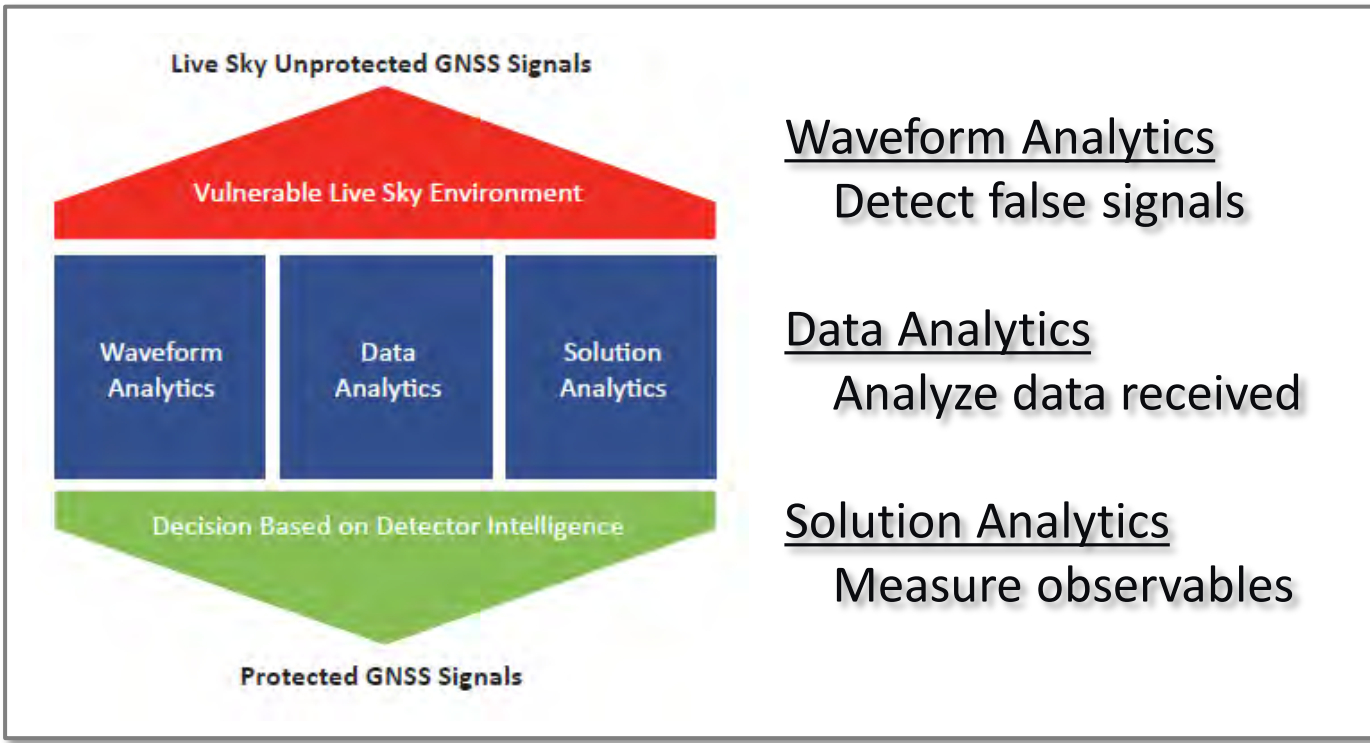 Live Sky Unprotected GNSS Signals
Vulnerable Live Sky Environment
Waveform
Analytics
Data
Analytics
Solution
Analytics
Decision Based on Detector Intelligence
Protected GNSS Signals
Waveform Analytics
Detect false signals
Data Analytics
Analyze data received
Solution Analytics
Measure observables